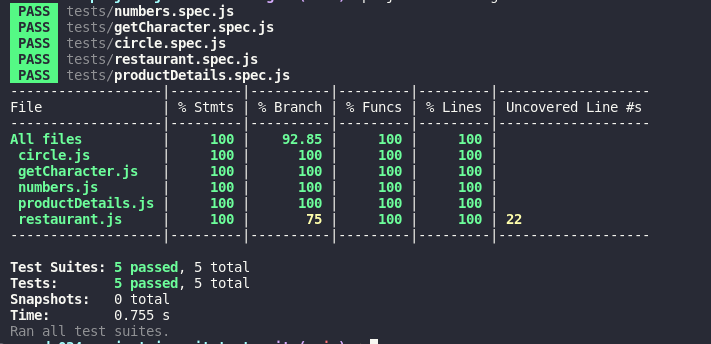 PASS tests/numbers.spec.js
PASS tests/getCharacter.spec.js
PASS tests/circle.spec.js
PASS tests/restaurant.spec.js
PASS tests/productDetails.spec.js
--------------------|---------|----------|---------|---------|-------------------
File                | % Stmts | % Branch | % Funcs | % Lines | Uncovered Line #s
--------------------|---------|----------|---------|---------|-------------------
All files           |     100 |    92.85 |     100 |     100 |
 circle.js          |     100 |      100 |     100 |     100 |
 getCharacter.js    |     100 |      100 |     100 |     100 |
 numbers.js         |     100 |      100 |     100 |     100 |
 productDetails.js  |     100 |      100 |     100 |     100 |
 restaurant.js      |     100 |       75 |     100 |     100 | 22
--------------------|---------|----------|---------|---------|-------------------
Test Suites: 5 passed, 5 total
Tests:       5 passed, 5 total
Snapshots:   0 total
Time:        0.755 s
Ran all test suites.